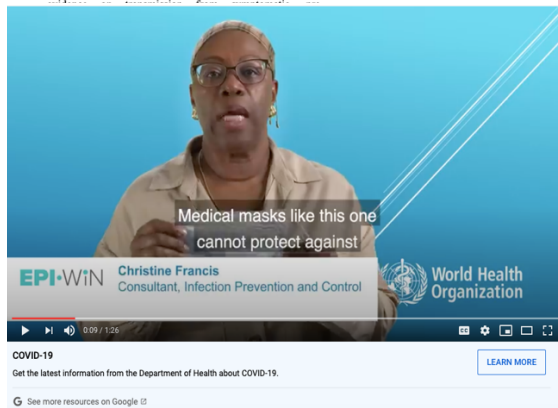 Medical masks like this one
cannot protect against
EPI•WiN
Christine Francis
Consultant, Infection Prevention and Control
World Health
Organization
0:09 / 1:26
CC
COVID-19
Get the latest information from the Department of Health about COVID-19.
LEARN MORE
G See more resources on Google